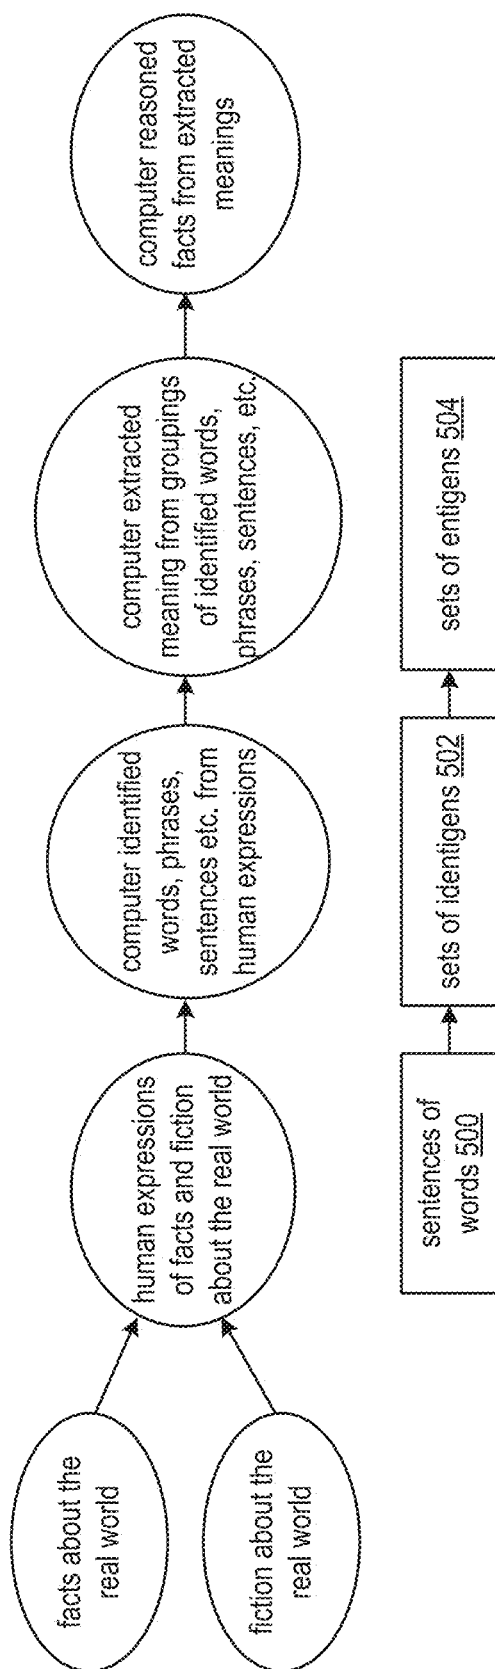 facts about the
real world
fiction about the
real world
human expressions
of facts and fiction
about the real world
computer identified
words, phrases,
sentences etc. from
human expressions
computer extracted
meaning from groupings
of identified words,
phrases, sentences, etc.
computer reasoned
facts from extracted
meanings
sentences of
words 500
sets of identigens 502
sets of entigens 504